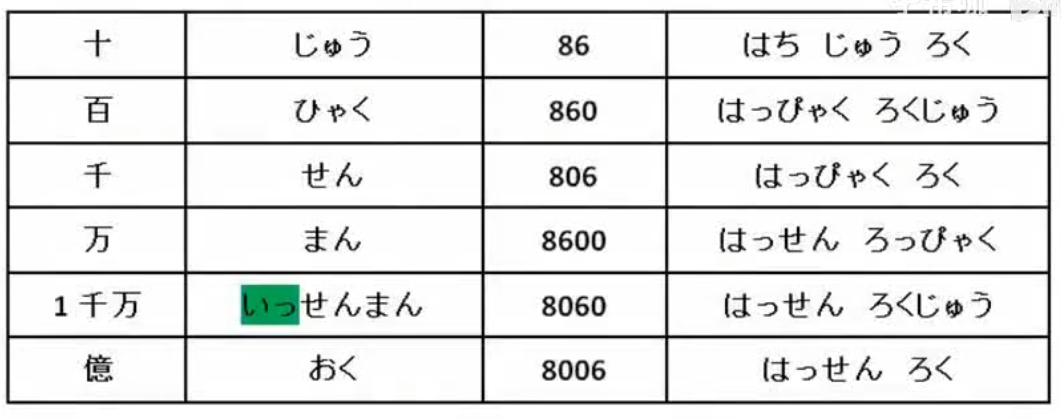 十 じゅう 86 はち じゅう ろく
百 ひゃく 860 はっぴゃく ろくじゅう
千 せん 806 はっぴゃく ろく
万 まん 8600 はっせん ろっぴゃく
1千万 いっせんまん 8060 はっせん ろくじゅう
億 おく 8006 はっせん ろく